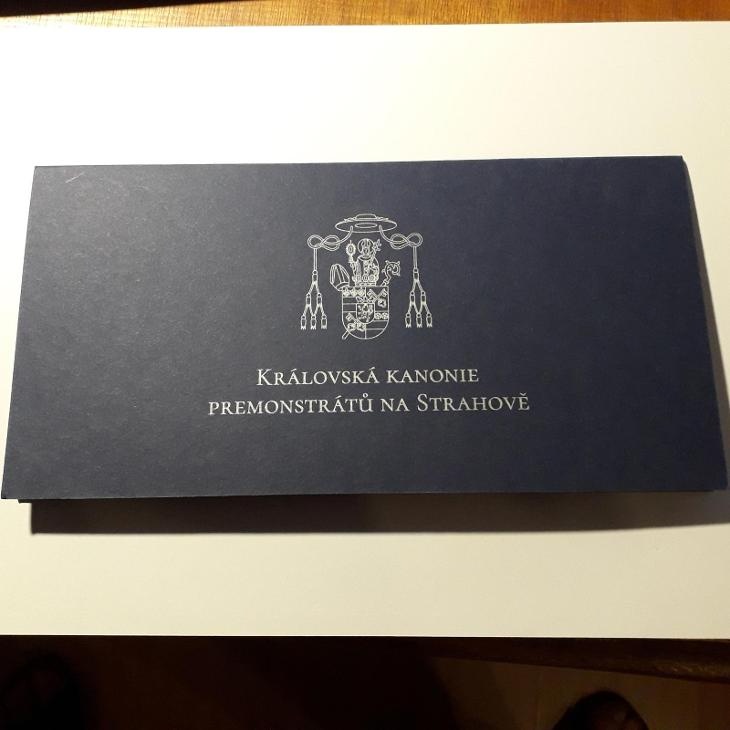 Královská kanonie
premonstrátů na Strahově